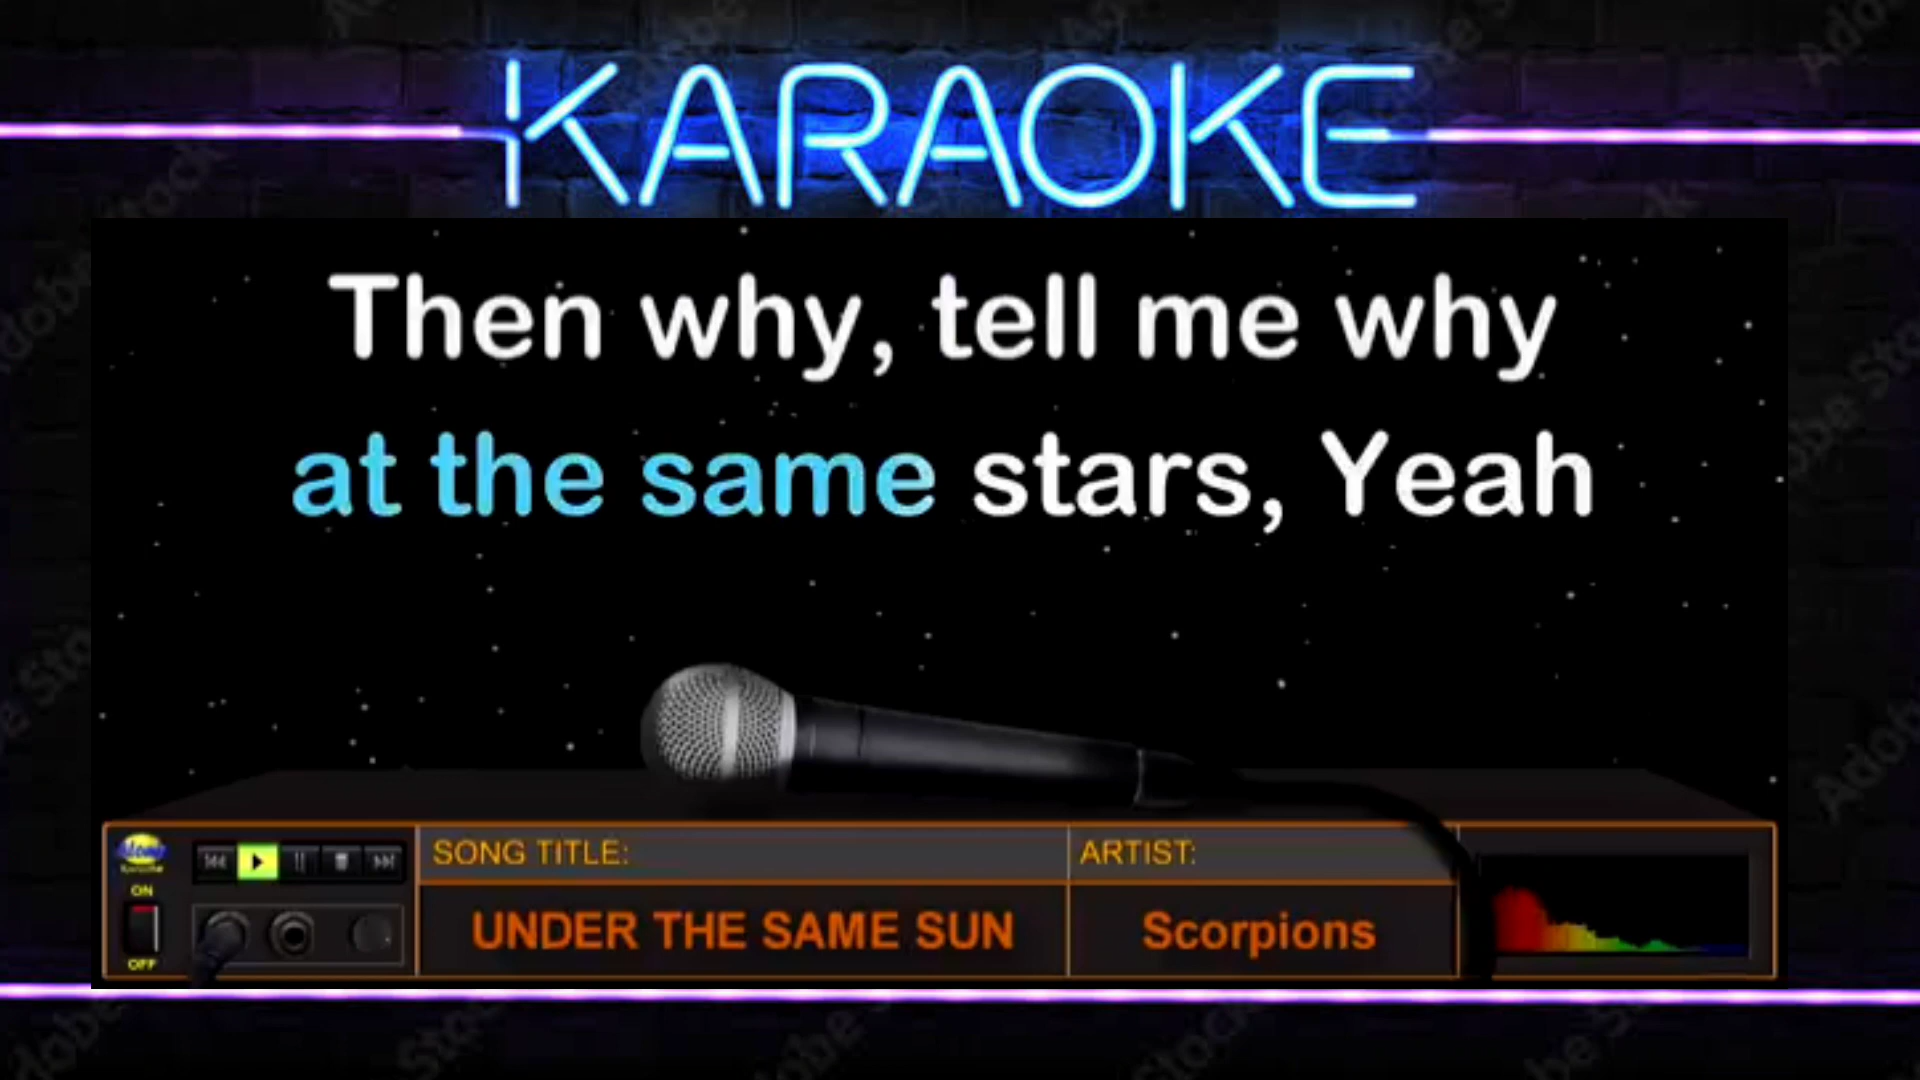 KARAOKE
Then why, tell me why
at the same stars, Yeah
SONG TITLE:
ARTIST:
ON
OFF
UNDER THE SAME SUN
Scorpions